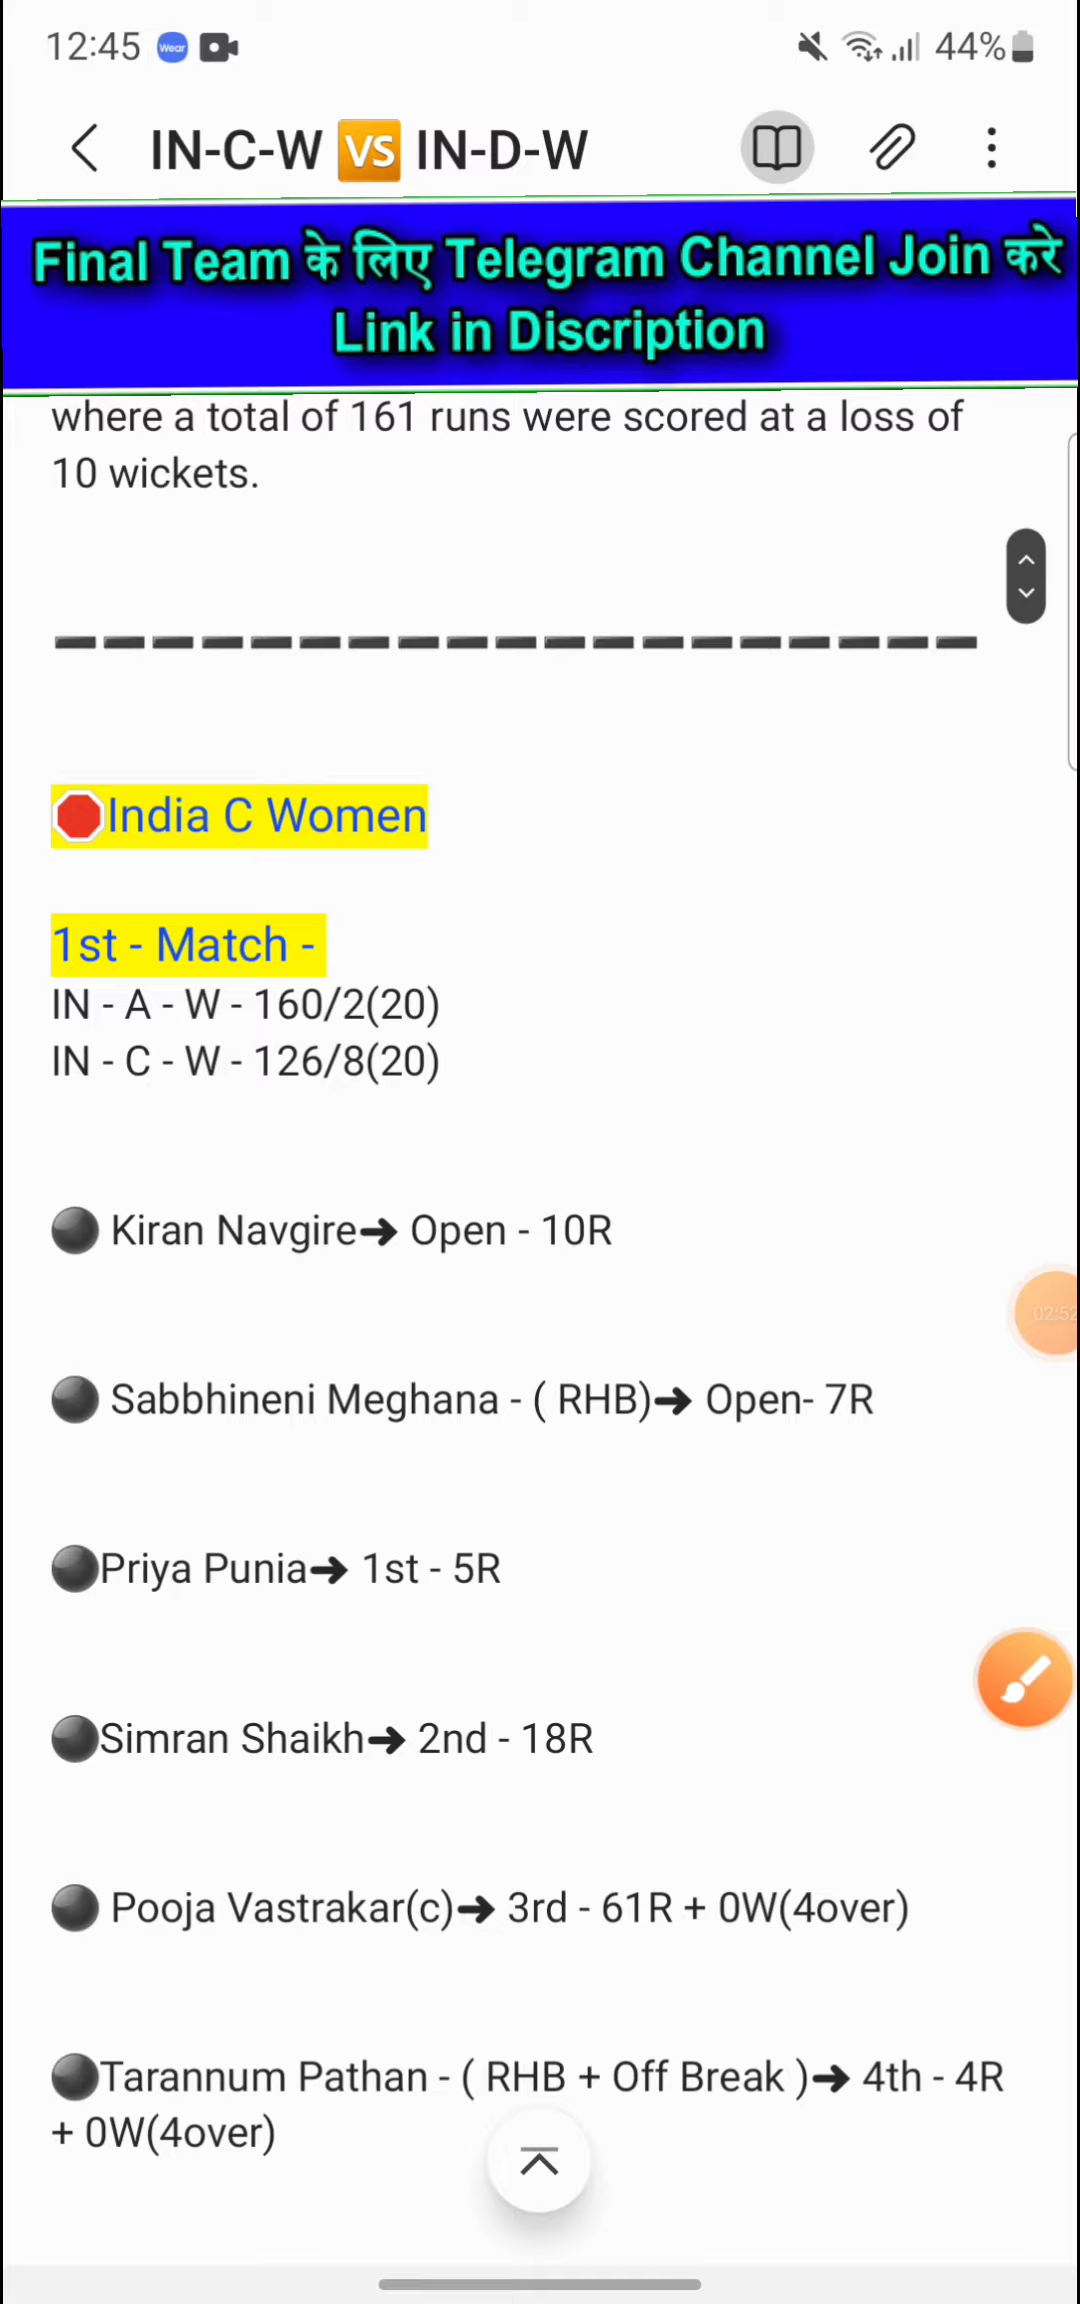 12:45 Wear 44%
IN-C-W VS IN-D-W
Final Team के लिए Telegram Channel Join करे
Link in Discription
where a total of 161 runs were scored at a loss of
10 wickets.
India C Women
1st - Match -
IN - A - W - 160/2(20)
IN - C - W - 126/8(20)
Kiran Navgire➔ Open - 10R
Sabbhineni Meghana - ( RHB)➔ Open- 7R
02:52
Priya Punia➔ 1st - 5R
Simran Shaikh➔ 2nd - 18R
Pooja Vastrakar(c)➔ 3rd - 61R + 0W(4over)
Tarannum Pathan - ( RHB + Off Break )➔ 4th - 4R
+ 0W(4over)